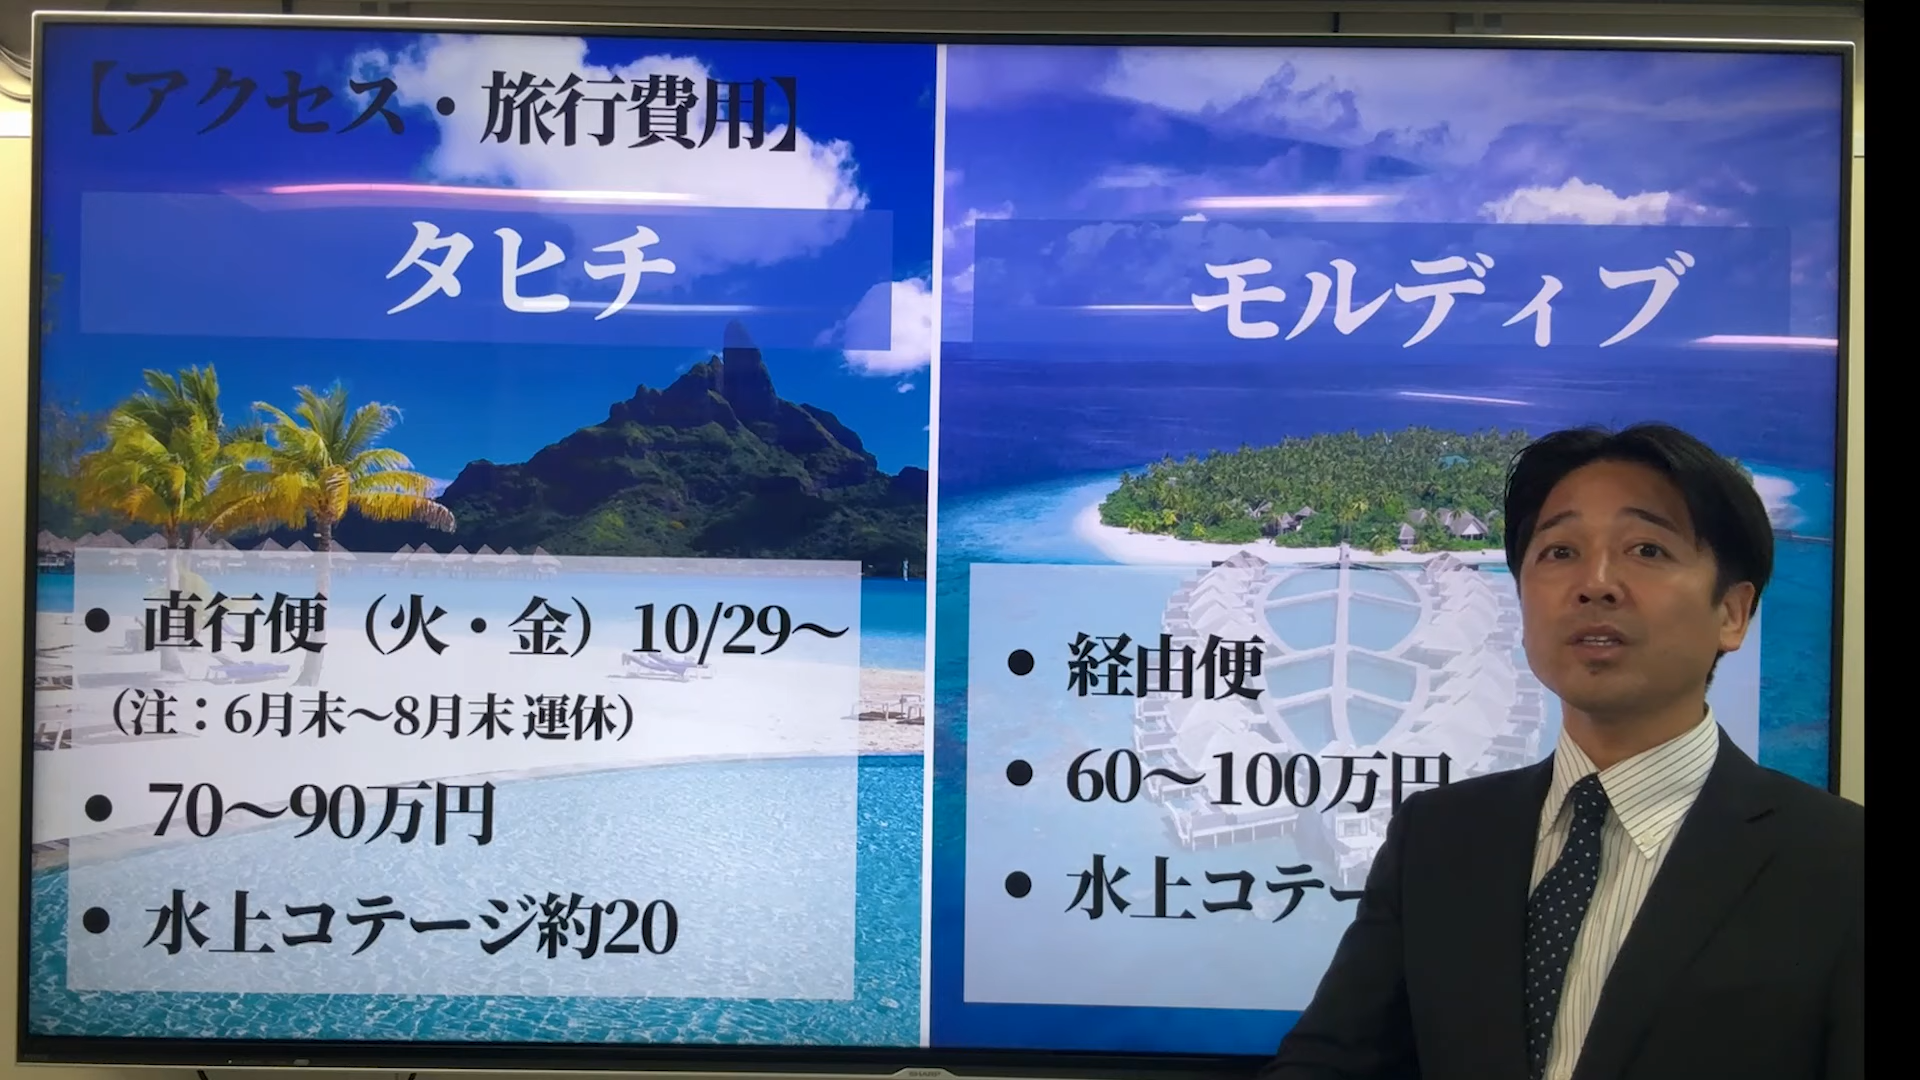 【アクセス・旅行費用】
タヒチ
• 直行便（火・金）10/29～
（注：6月末～8月末 運休）
• 70～90万円
• 水上コテージ約20
モルディブ
• 経由便
• 60～100万円
• 水上コテー
SHARP